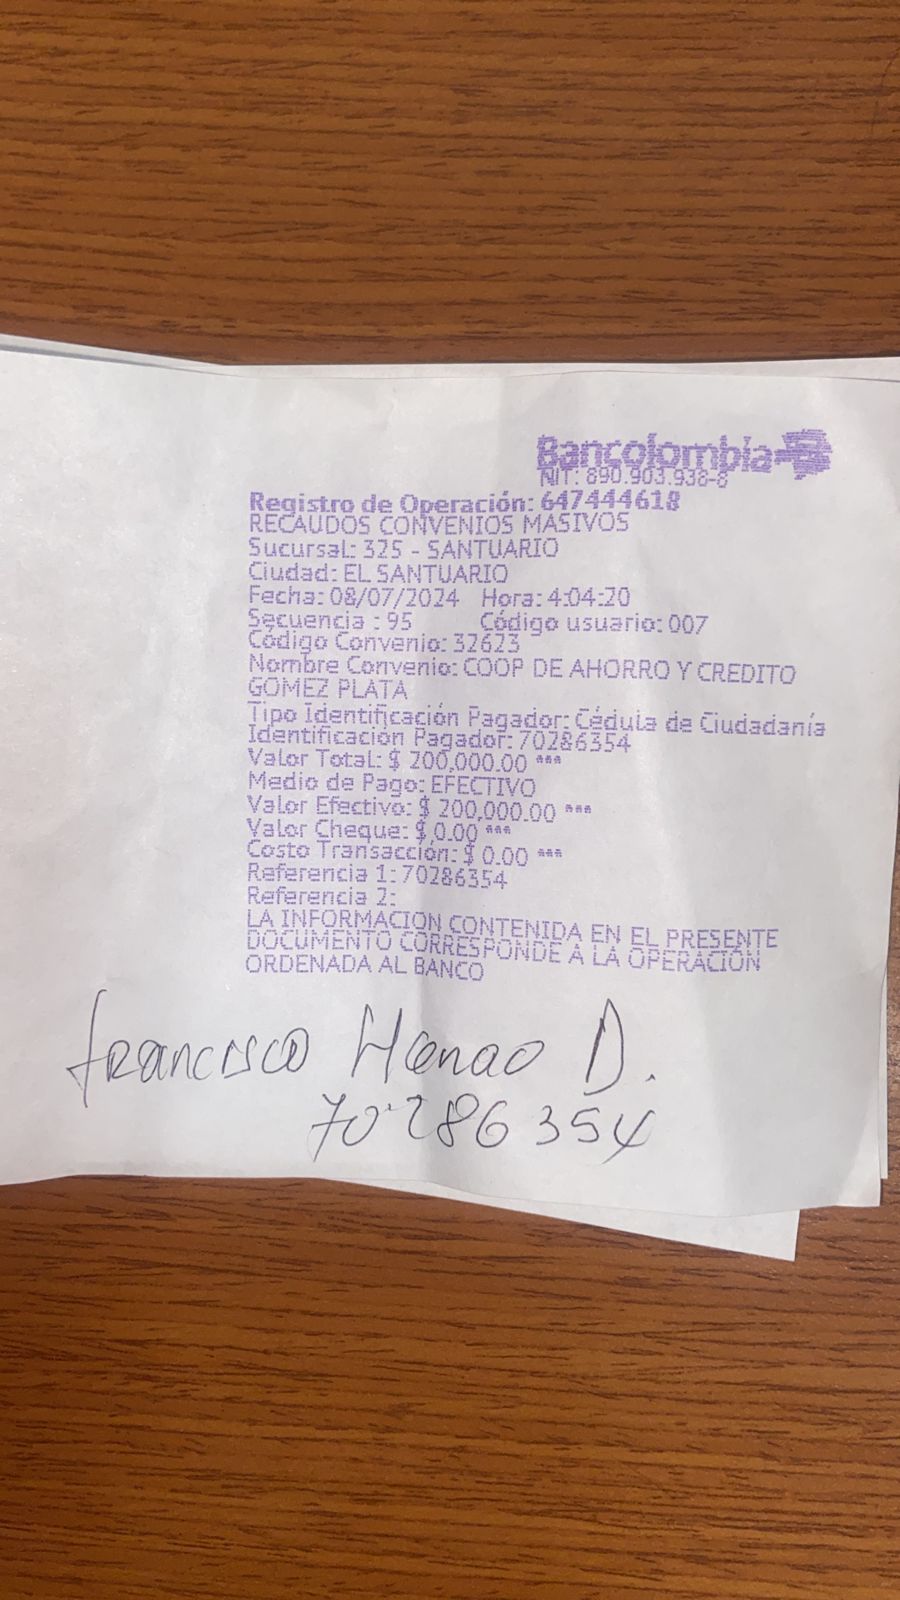 Bancolombia
NIT: 890.903.938-8
Registro de Operación: 647444618
RECAUDOS CONVENIOS MASIVOS
Sucursal: 325 - SANTUARIO
Ciudad: EL SANTUARIO
Fecha: 08/07/2024 Hora: 4:04:20
Secuencia : 95 Código usuario: 007
Código Convenio: 32623
Nombre Convenio: COOP DE AHORRO Y CREDITO
GOMEZ PLATA
Tipo Identificación Pagador: Cédula de Ciudadanía
Identificación Pagador: 70286354
Valor Total: $ 200,000.00 ***
Medio de Pago: EFECTIVO
Valor Efectivo: $ 200,000.00 ***
Valor Cheque: $ 0.00 ***
Costo Transacción: $ 0.00 ***
Referencia 1: 70286354
Referencia 2:
LA INFORMACION CONTENIDA EN EL PRESENTE
DOCUMENTO CORRESPONDE A LA OPERACIÓN
ORDENADA AL BANCO
Francisco Henao D.
70'286354